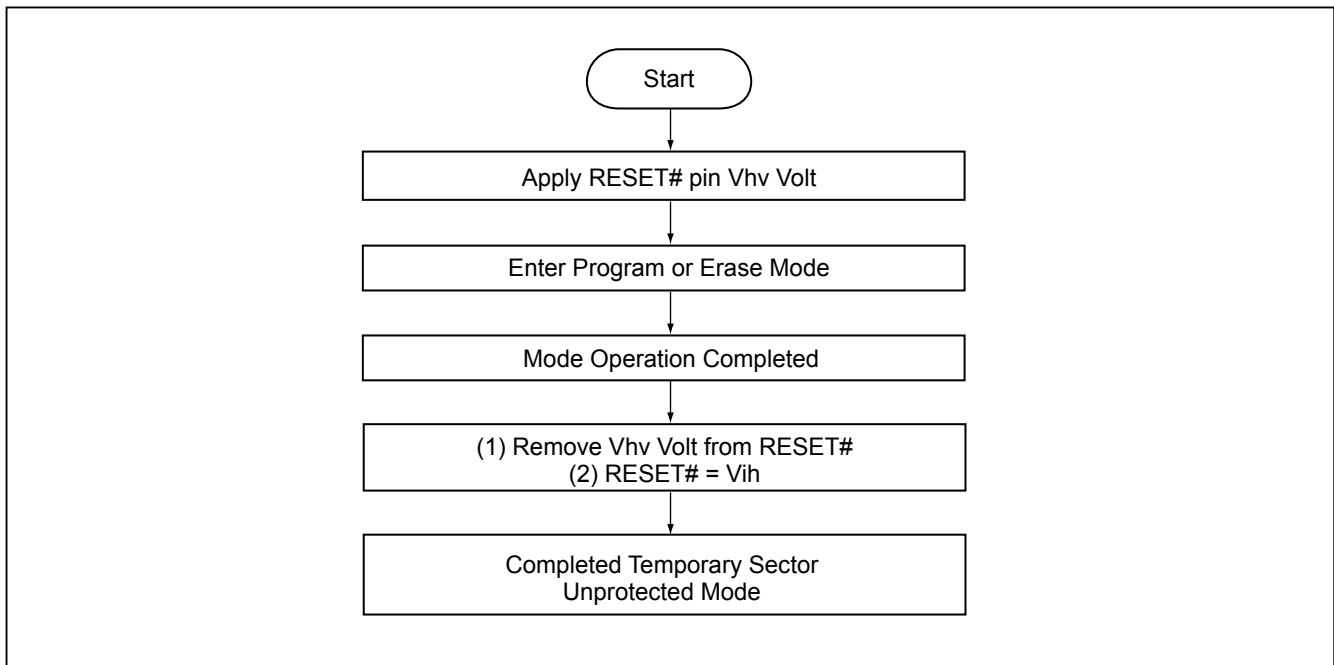 Start
Apply RESET# pin Vhv Volt
Enter Program or Erase Mode
Mode Operation Completed
(1) Remove Vhv Volt from RESET#
(2) RESET# = Vih
Completed Temporary Sector
Unprotected Mode